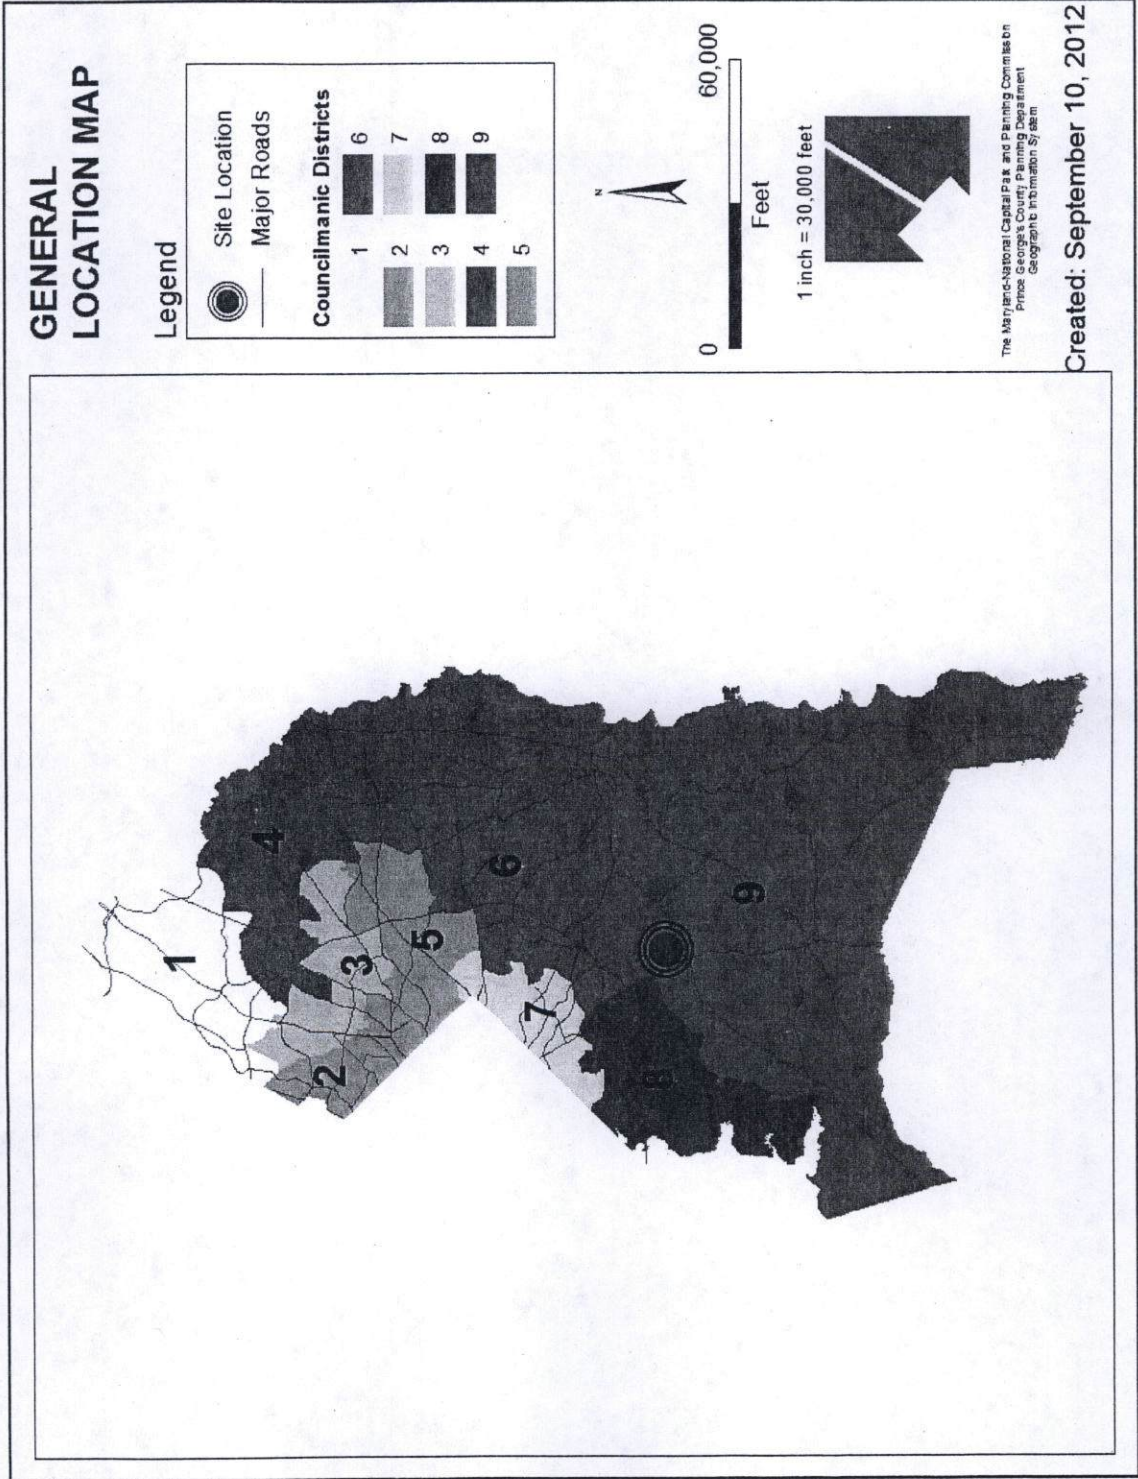 GENERAL
LOCATION MAP
Legend
Site Location
Major Roads
Councilmanic Districts
1 6
2 7
3 8
4 9
5
N
0 60,000
Feet
1 inch = 30,000 feet
The Maryland-National Capital Park and Planning Commission
Prince George's County Planning Department
Geographic Information System
Created: September 10, 2012
1
4
2
3
5
6
7
8
9